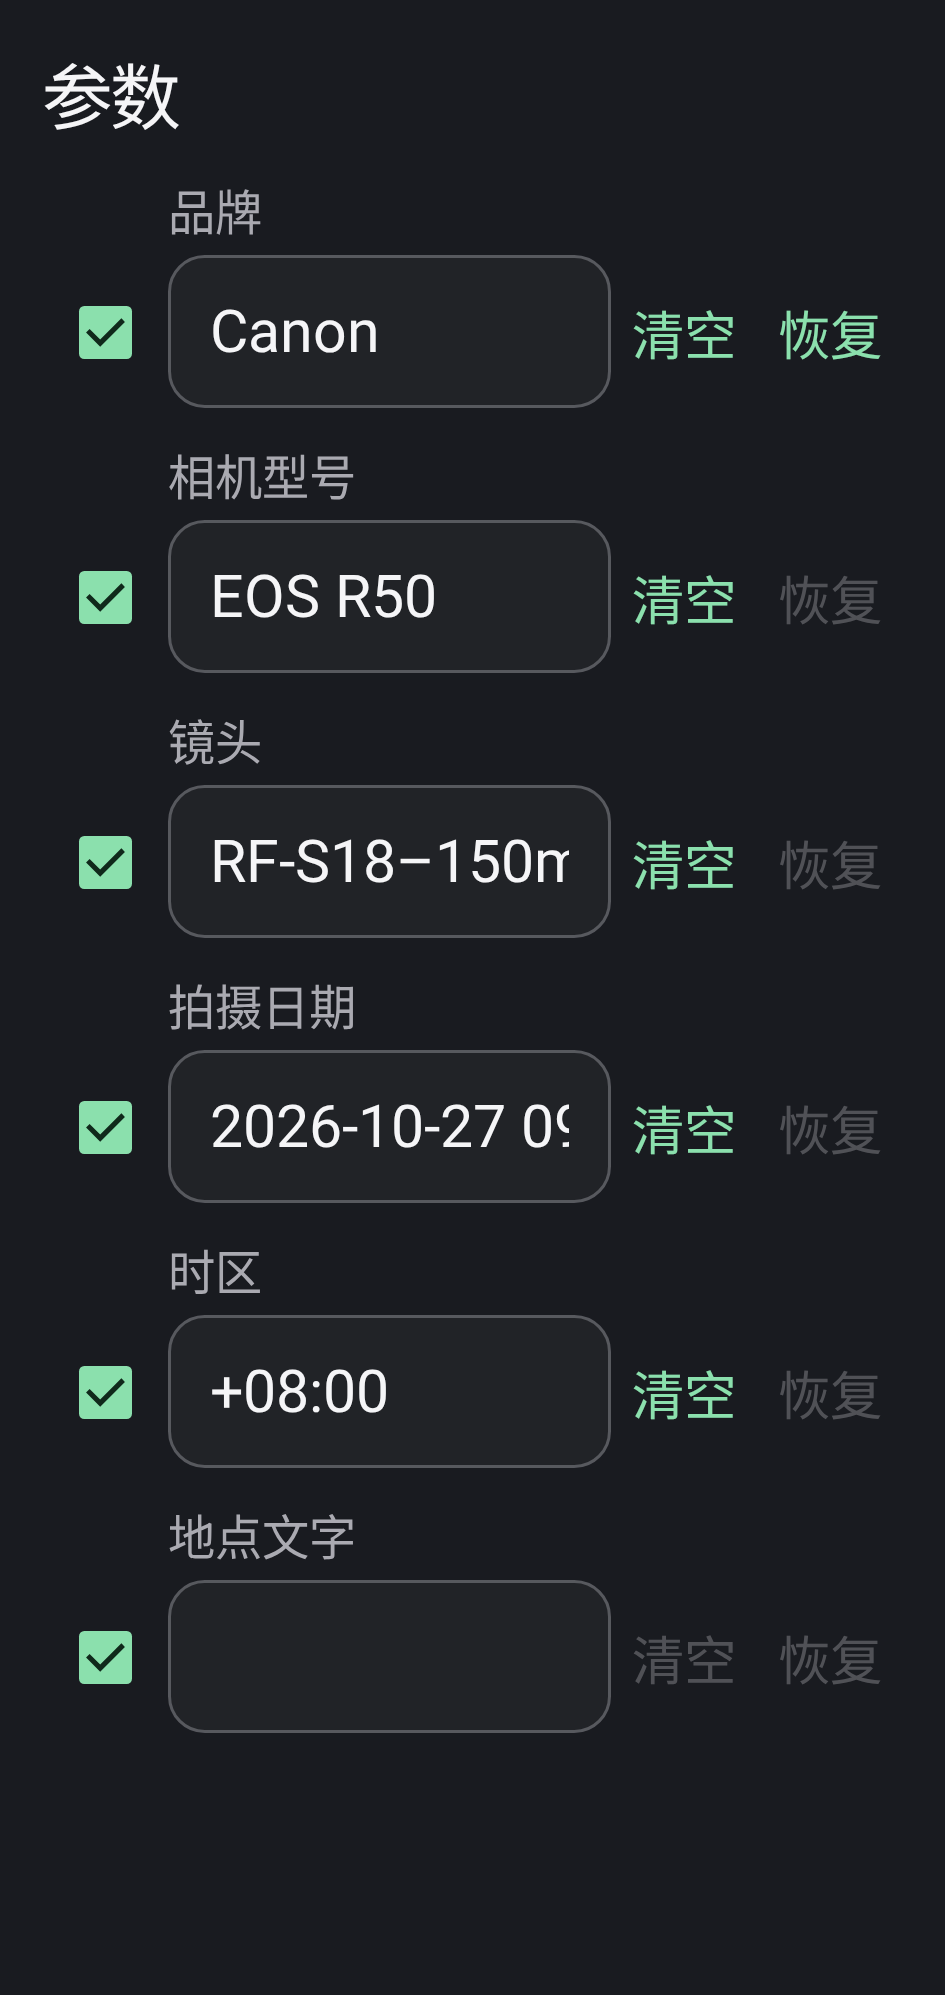 参数
品牌
Canon 清空 恢复
相机型号
EOS R50 清空 恢复
镜头
RF-S18–150m 清空 恢复
拍摄日期
2026-10-27 09 清空 恢复
时区
+08:00 清空 恢复
地点文字
清空 恢复